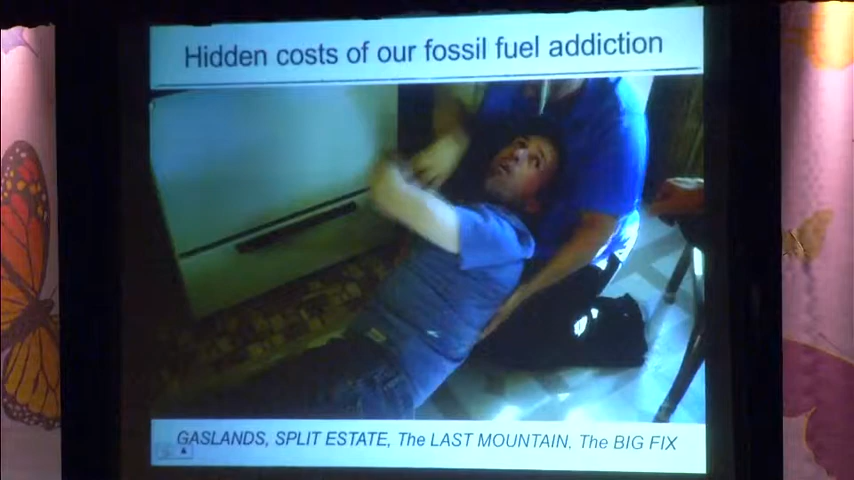 Hidden costs of our fossil fuel addiction
GASLANDS, SPLIT ESTATE, The LAST MOUNTAIN, The BIG FIX